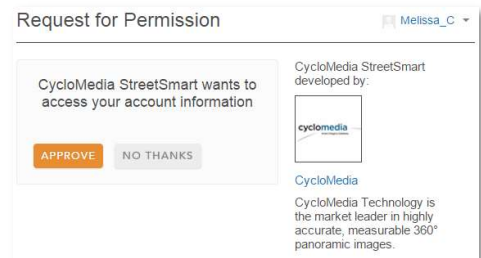 Request for Permission
Melissa_C
CycloMedia StreetSmart wants to
access your account information
APPROVE
NO THANKS
CycloMedia StreetSmart
developed by:
cyclomedia
CycloMedia
CycloMedia Technology is
the market leader in highly
accurate, measurable 360°
panoramic images.